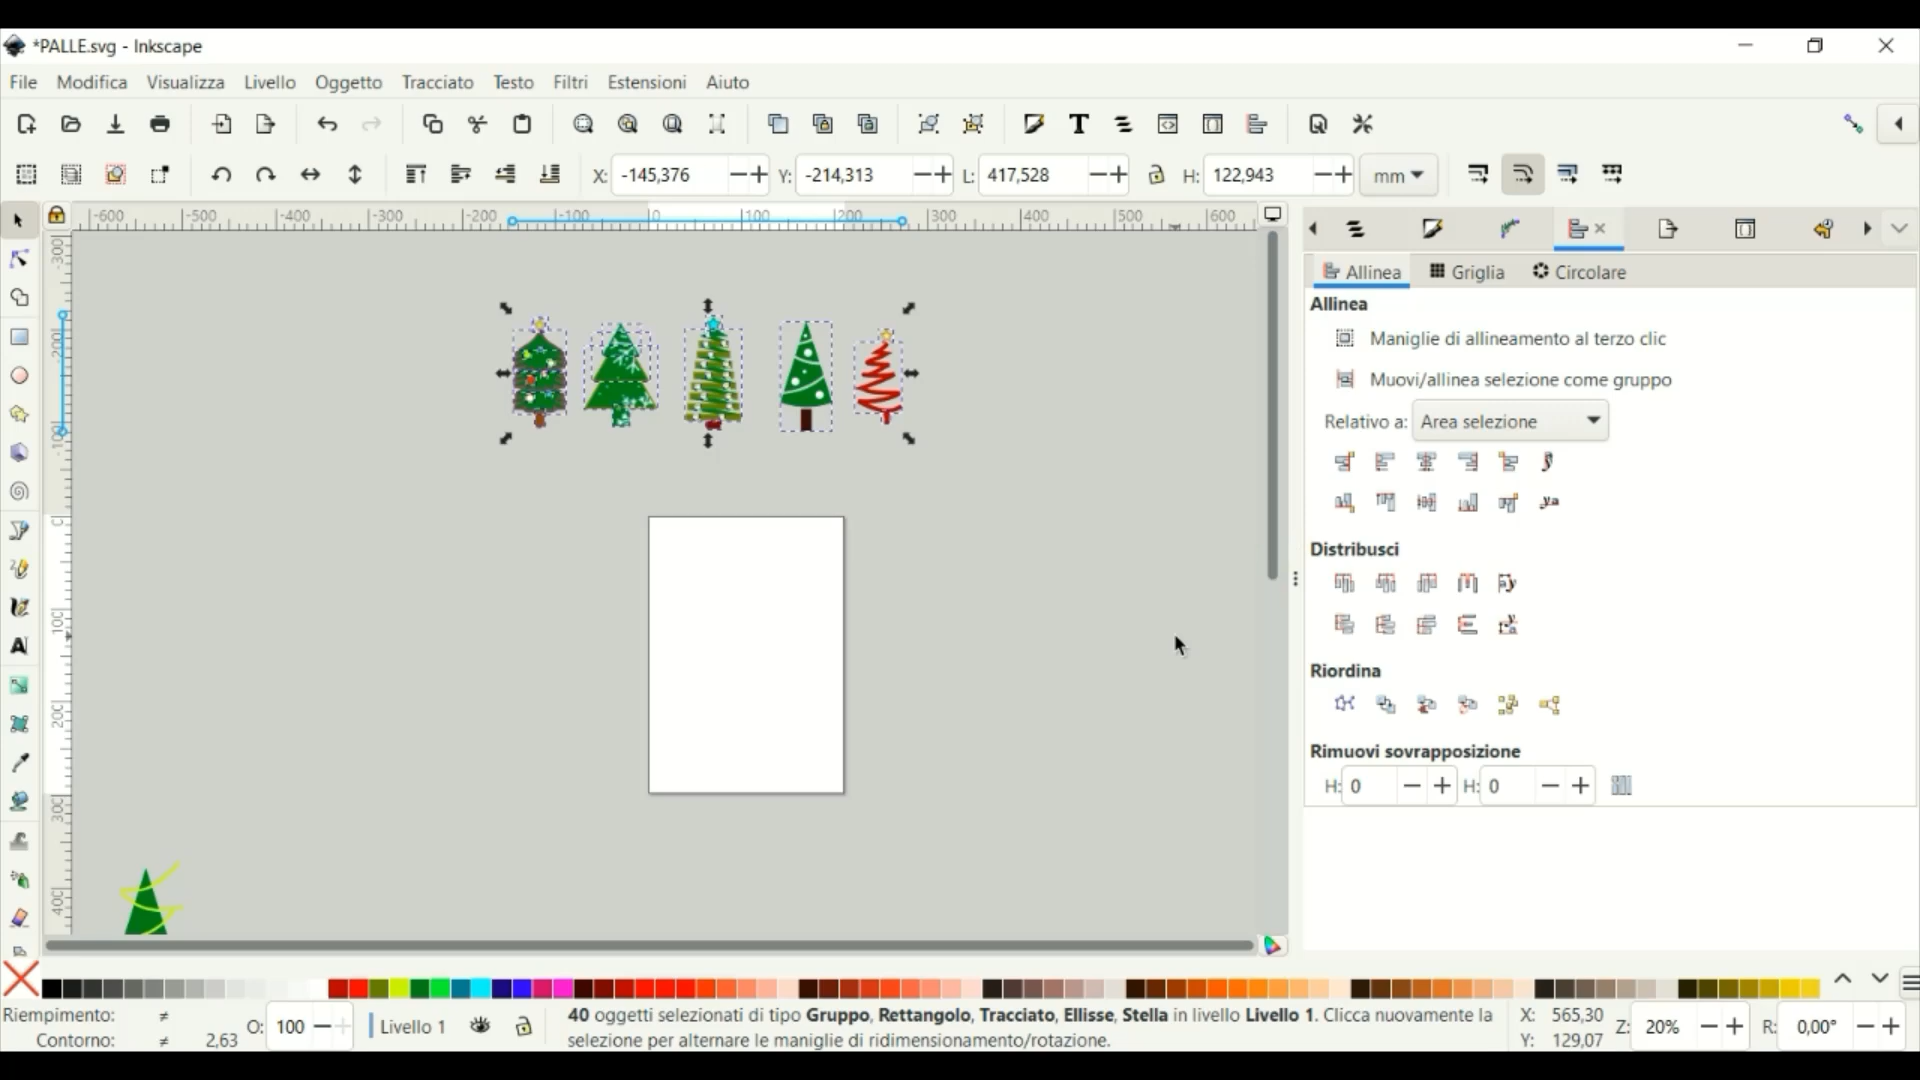 *PALLE.svg - Inkscape
File Modifica Visualizza Livello Oggetto Tracciato Testo Filtri Estensioni Aiuto
X: -145,376 Y: -214,313 L: 417,528 H: 122,943 mm
-600 -500 -400 -300 -200 -100 0 100 200 300 400 500 600
Allinea Griglia Circolare
Allinea
Maniglie di allineamento al terzo clic
Muovi/allinea selezione come gruppo
Relativo a: Area selezione
Distribusci
Riordina
Rimuovi sovrapposizione
H: 0 H: 0
Riempimento: ≠
Contorno: ≠ 2,63
O: 100
Livello 1
40 oggetti selezionati di tipo Gruppo, Rettangolo, Tracciato, Ellisse, Stella in livello Livello 1. Clicca nuovamente la
selezione per alternare le maniglie di ridimensionamento/rotazione.
X: 565,30
Y: 129,07
Z: 20%
R: 0,00°